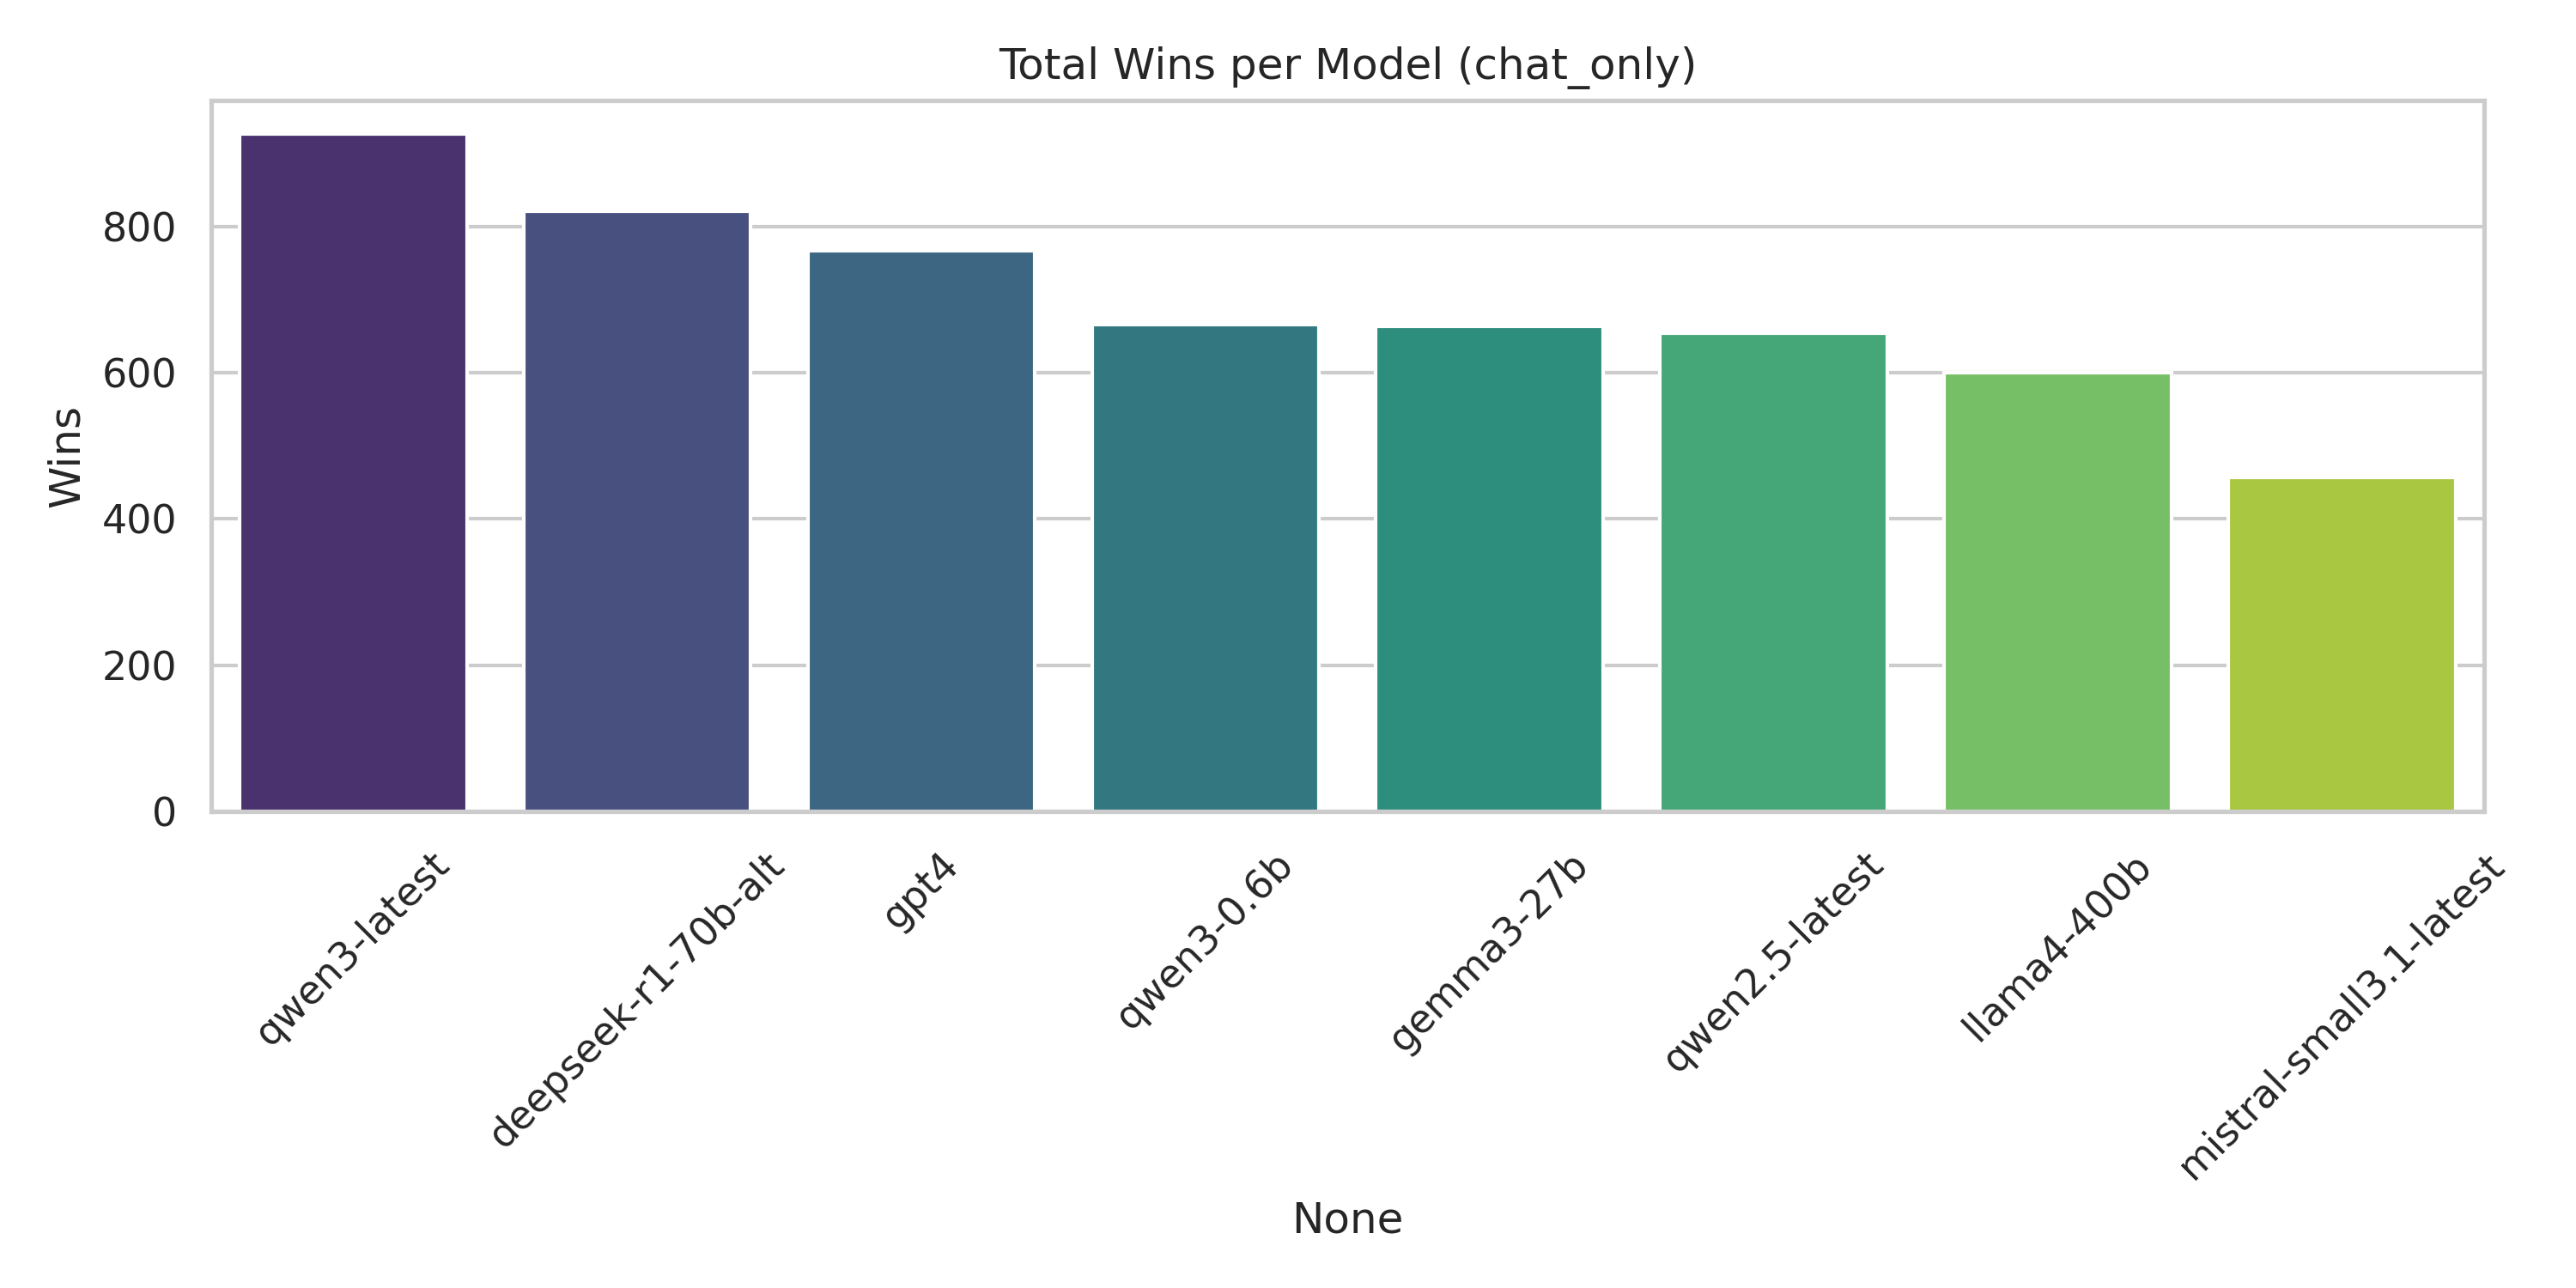 Total Wins per Model (chat_only)
Wins
800
600
400
200
0
qwen3-latest
deepseek-r1-70b-alt
gpt4
qwen3-0.6b
gemma3-27b
qwen2.5-latest
llama4-400b
mistral-small3.1-latest
None